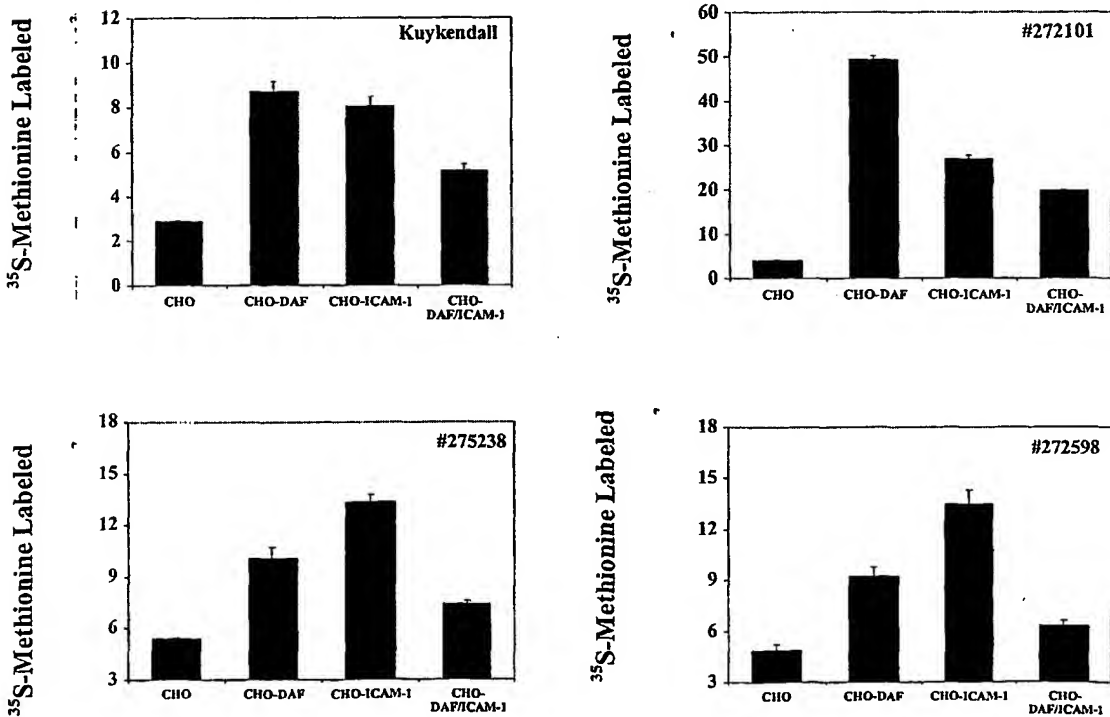 Kuykendall
³⁵S-Methionine Labeled
12
10
8
6
4
2
0
CHO
CHO-DAF
CHO-ICAM-1
CHO-
DAF/ICAM-1
#272101
³⁵S-Methionine Labeled
60
50
40
30
20
10
0
CHO
CHO-DAF
CHO-ICAM-1
CHO-
DAF/ICAM-1
#275238
³⁵S-Methionine Labeled
18
15
12
9
6
3
CHO
CHO-DAF
CHO-ICAM-1
CHO-
DAF/ICAM-1
#272598
³⁵S-Methionine Labeled
18
15
12
9
6
3
CHO
CHO-DAF
CHO-ICAM-1
CHO-
DAF/ICAM-1